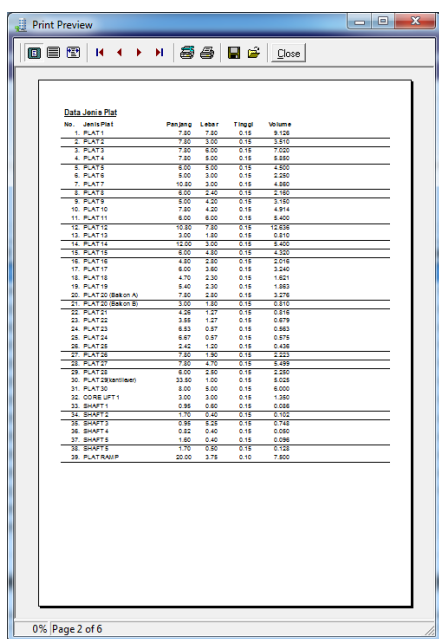 Print Preview
Close
Data Jenis Plat
No. Jenis Plat Panjang Lebar Tinggi Volume
1. PLAT 1 7.80 7.80 0.15 9.126
2. PLAT 2 7.80 3.00 0.15 3.510
3. PLAT 3 7.80 6.00 0.15 7.020
4. PLAT 4 7.80 5.00 0.15 5.850
5. PLAT 5 6.00 5.00 0.15 4.500
6. PLAT 6 5.00 3.00 0.15 2.250
7. PLAT 7 10.80 3.00 0.15 4.860
8. PLAT 8 6.00 2.40 0.15 2.160
9. PLAT 9 5.00 4.20 0.15 3.150
10. PLAT 10 7.80 4.20 0.15 4.914
11. PLAT 11 6.00 6.00 0.15 5.400
12. PLAT 12 10.80 7.80 0.15 12.636
13. PLAT 13 3.00 1.80 0.15 0.810
14. PLAT 14 12.00 3.00 0.15 5.400
15. PLAT 15 6.00 4.80 0.15 4.320
16. PLAT 16 4.80 2.80 0.15 2.016
17. PLAT 17 6.00 3.60 0.15 3.240
18. PLAT 18 4.70 2.30 0.15 1.621
19. PLAT 19 5.40 2.30 0.15 1.863
20. PLAT 20 (Balkon A) 7.80 2.80 0.15 3.276
21. PLAT 20 (Balkon B) 3.00 1.80 0.15 0.810
22. PLAT 21 4.26 1.27 0.15 0.816
23. PLAT 22 3.55 1.27 0.15 0.679
24. PLAT 23 6.53 0.57 0.15 0.563
25. PLAT 24 6.67 0.57 0.15 0.575
26. PLAT 25 2.42 1.20 0.15 0.436
27. PLAT 26 7.80 1.90 0.15 2.223
28. PLAT 27 7.80 4.70 0.15 5.499
29. PLAT 28 6.00 2.50 0.15 2.250
30. PLAT 29(kantilever) 33.50 1.00 0.15 5.025
31. PLAT 30 8.00 5.00 0.15 6.000
32. CORE LIFT 1 3.00 3.00 0.15 1.350
33. SHAFT 1 0.95 0.60 0.15 0.086
34. SHAFT 2 1.70 0.40 0.15 0.102
35. SHAFT 3 0.95 5.25 0.15 0.748
36. SHAFT 4 0.82 0.40 0.15 0.050
37. SHAFT 5 1.60 0.40 0.15 0.096
38. SHAFT 5 1.70 0.50 0.15 0.128
39. PLAT RAMP 20.00 3.75 0.10 7.500
0% Page 2 of 6